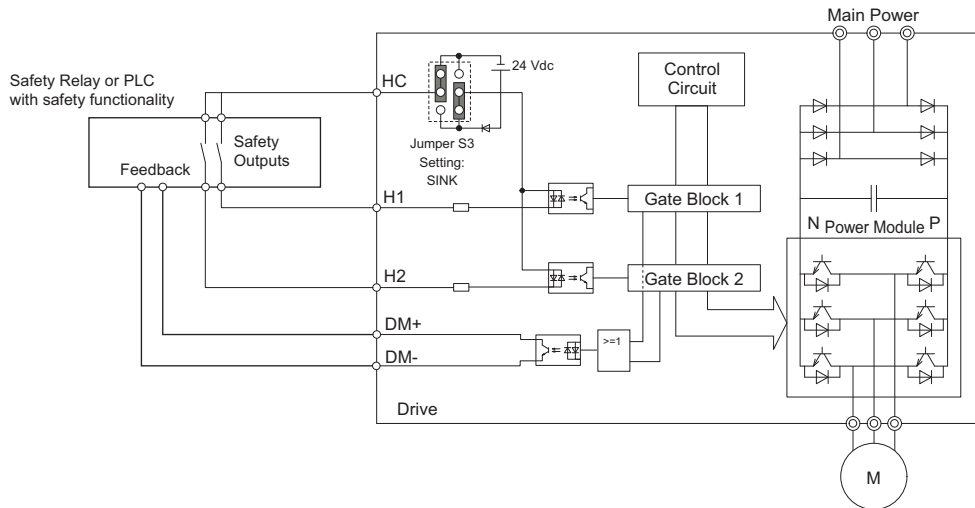 Main Power
Safety Relay or PLC
with safety functionality
HC
24 Vdc
Control
Circuit
Safety
Outputs
Feedback
Jumper S3
Setting:
SINK
H1
Gate Block 1
N
P
Power Module
H2
Gate Block 2
DM+
>=1
DM-
Drive
M